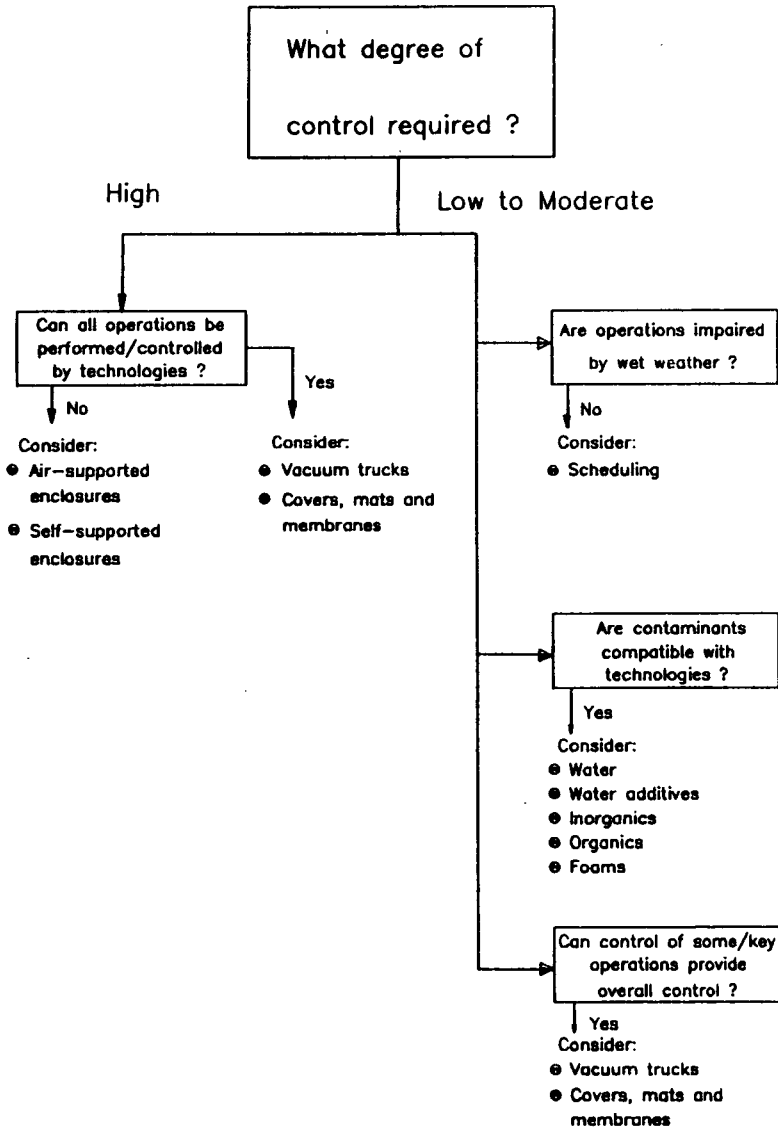 What degree of
control required ?
High
Low to Moderate
Can all operations be
performed/controlled
by technologies ?
No
Yes
Consider:
Air-supported
enclosures
Self-supported
enclosures
Consider:
Vacuum trucks
Covers, mats and
membranes
Are operations impaired
by wet weather ?
No
Consider:
Scheduling
Are contaminants
compatible with
technologies ?
Yes
Consider:
Water
Water additives
Inorganics
Organics
Foams
Can control of some/key
operations provide
overall control ?
Yes
Consider:
Vacuum trucks
Covers, mats and
membranes